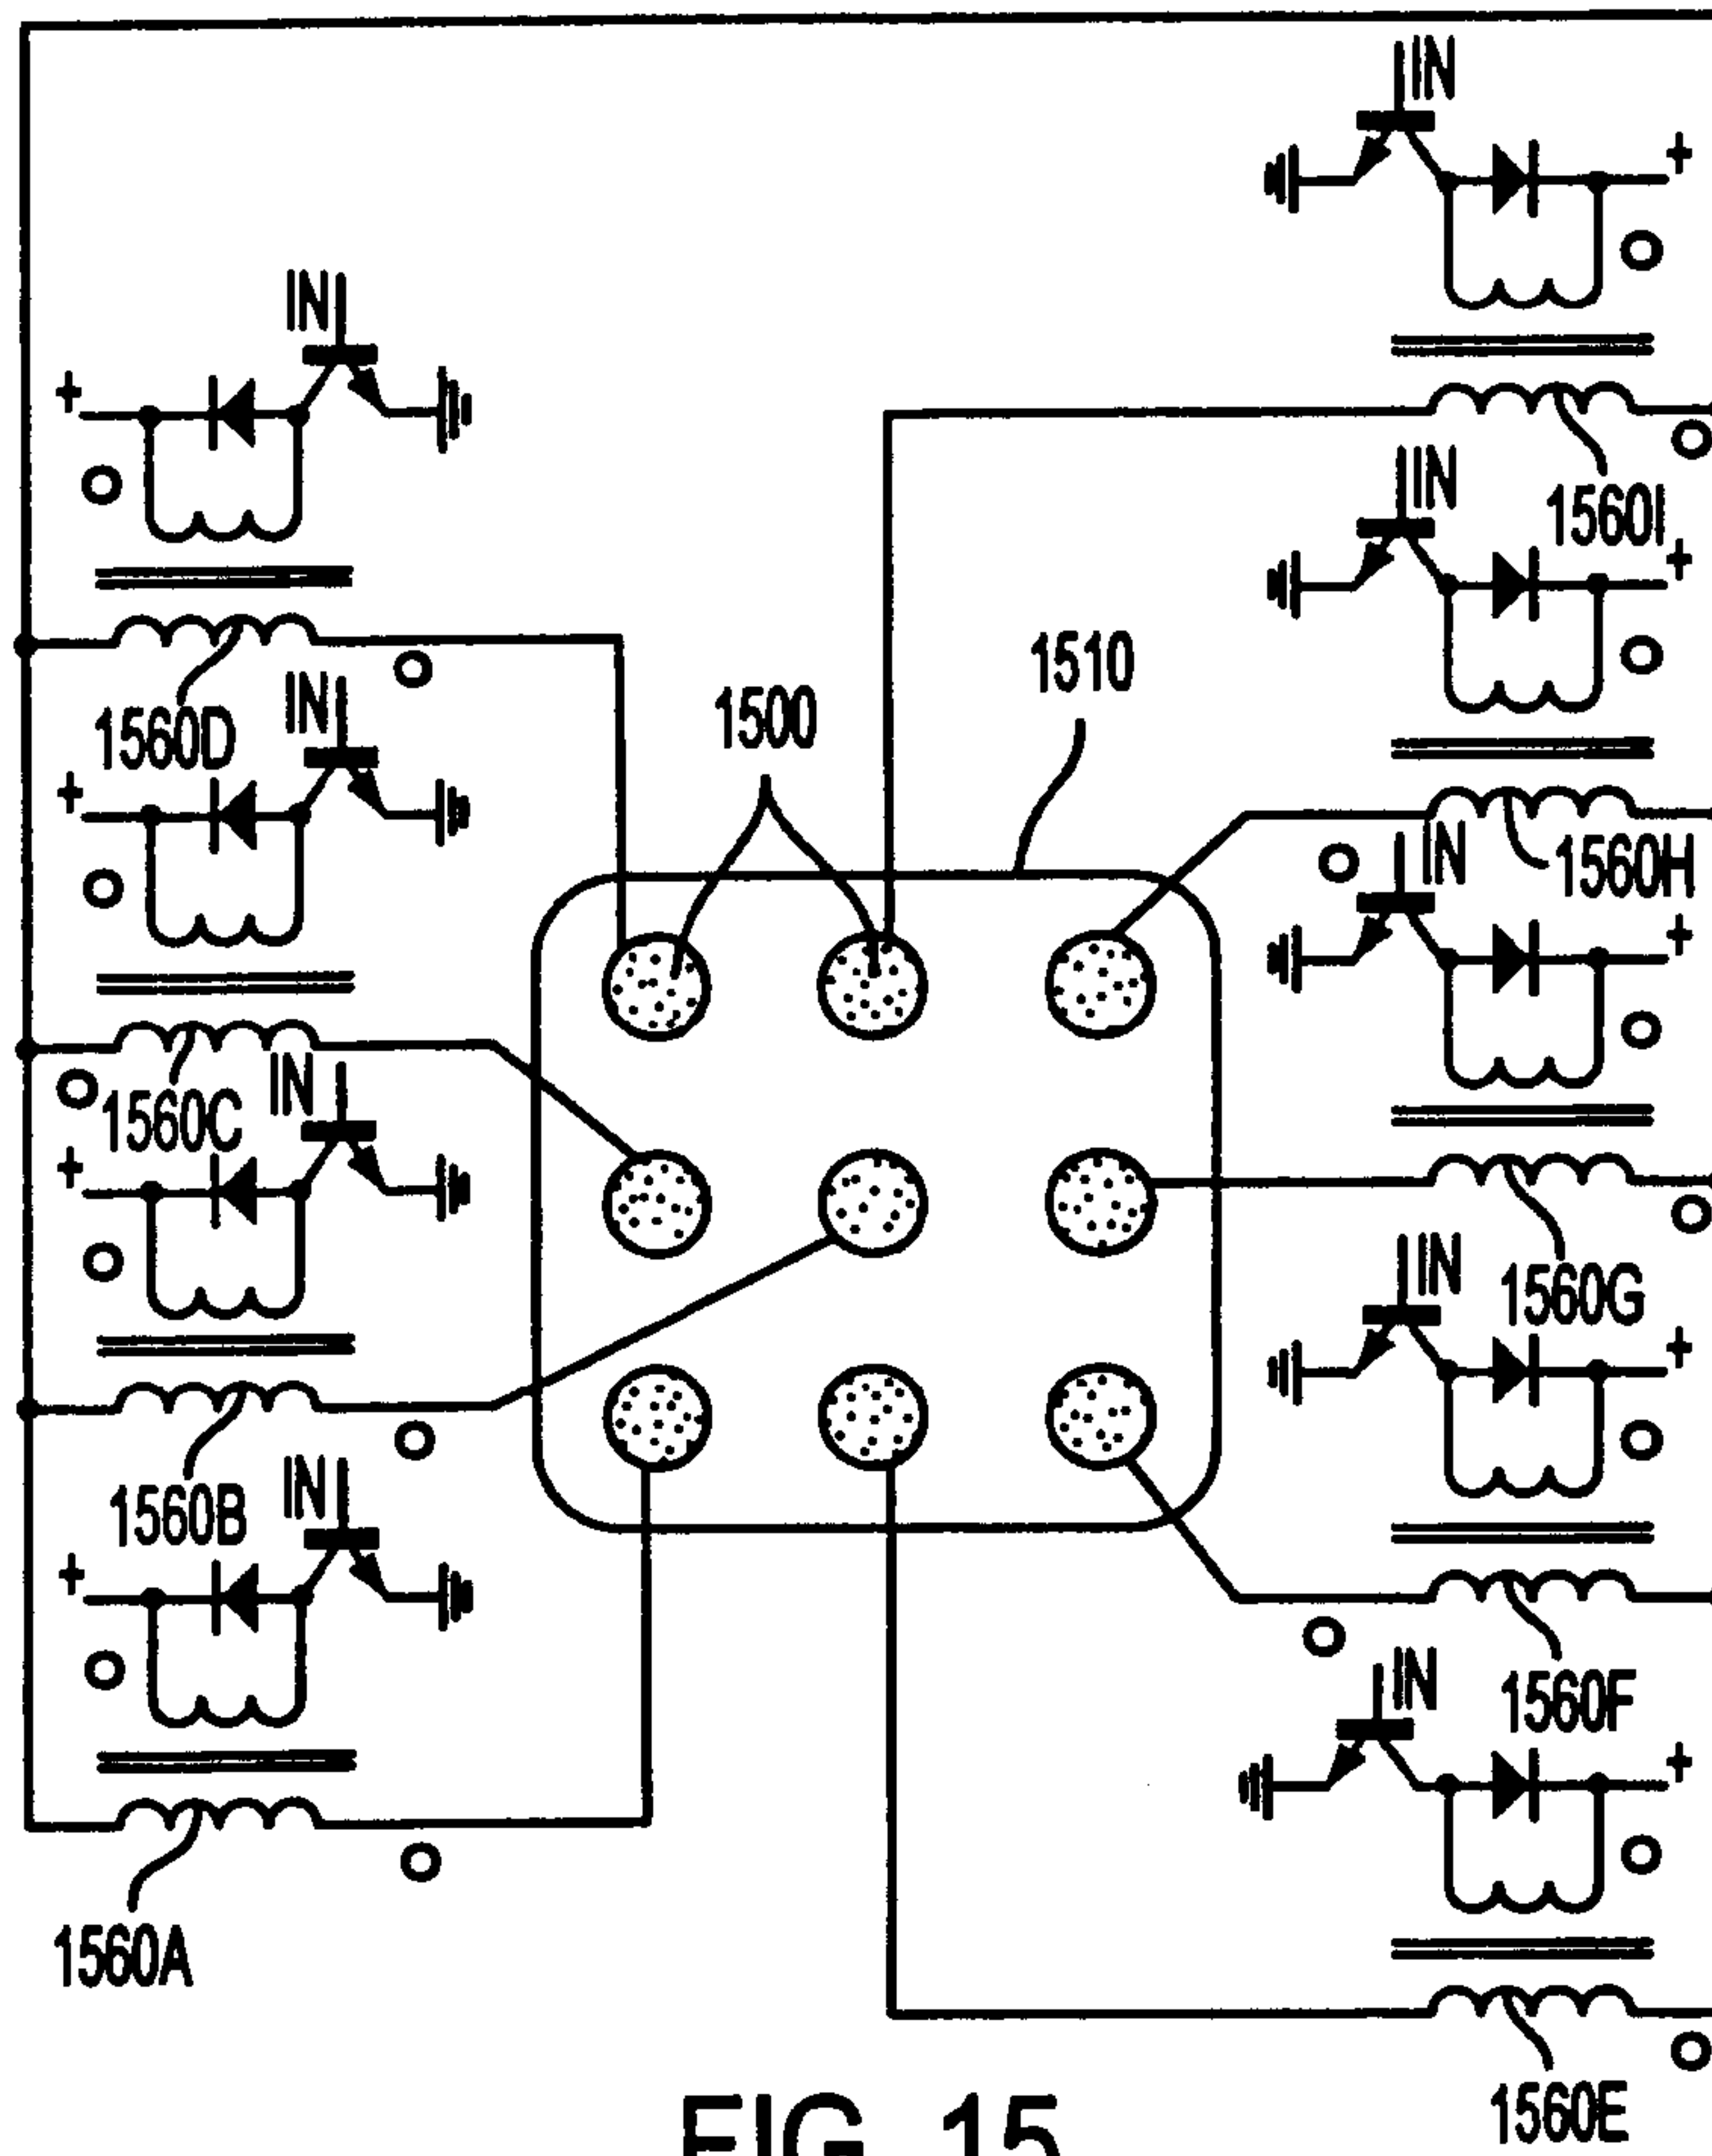 IN
+
IN
+
1560I
IN
+
1560D
IN
+
1510
1500
1560H
IN
+
1560C
IN
+
1560G
IN
+
1560B
IN
+
1560F
IN
+
1560A
1560E
FIG. 15